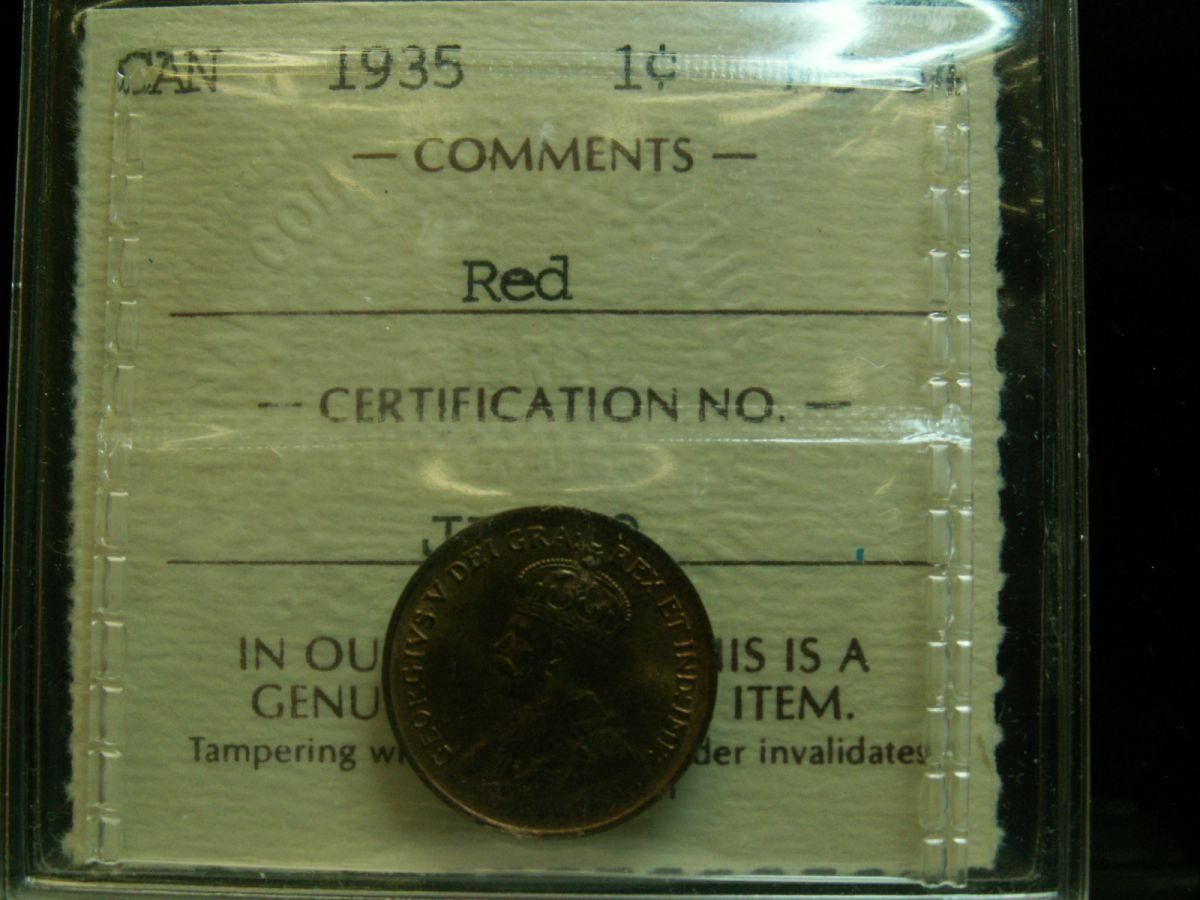 CAN 1935 1¢
— COMMENTS —
Red
— CERTIFICATION NO. —
GEORGIVS V DEI GRA: REX ET IND: IMP:
IN OU IS IS A
GENU ITEM.
Tampering w der invalidates